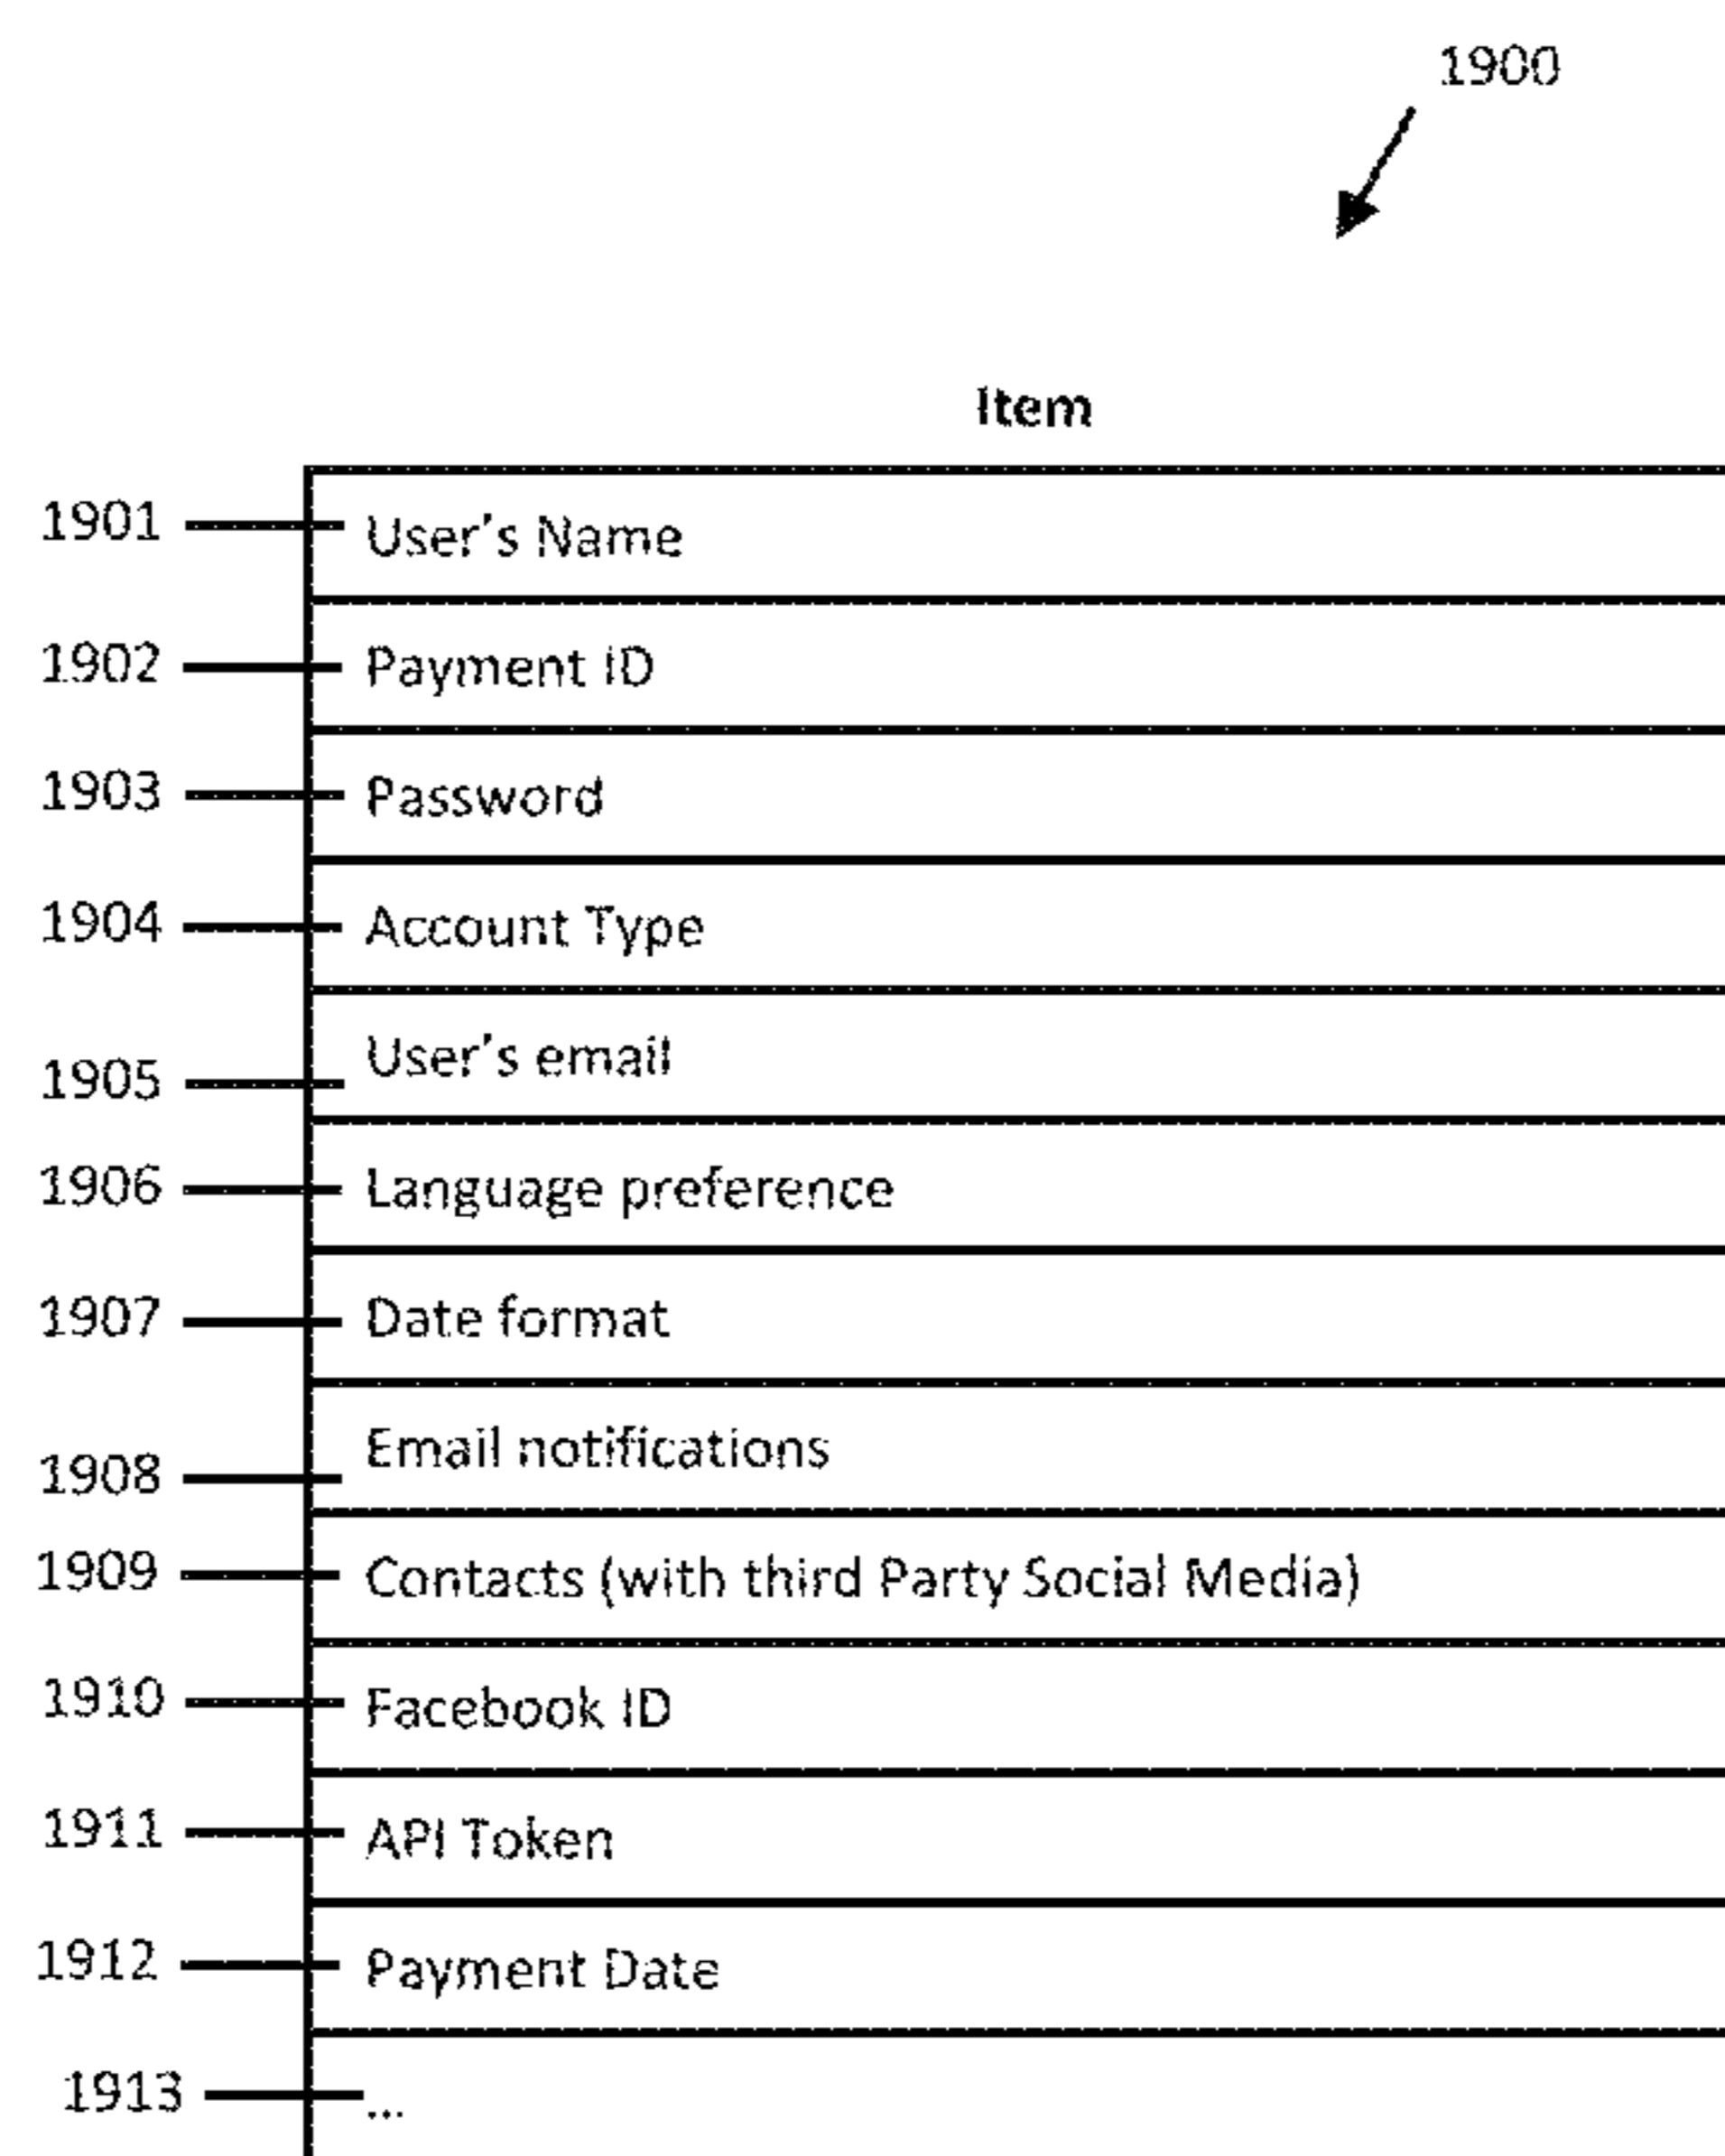 1900
Item
1901 User's Name
1902 Payment ID
1903 Password
1904 Account Type
1905 User's email
1906 Language preference
1907 Date format
1908 Email notifications
1909 Contacts (with third Party Social Media)
1910 Facebook ID
1911 API Token
1912 Payment Date
1913 ...